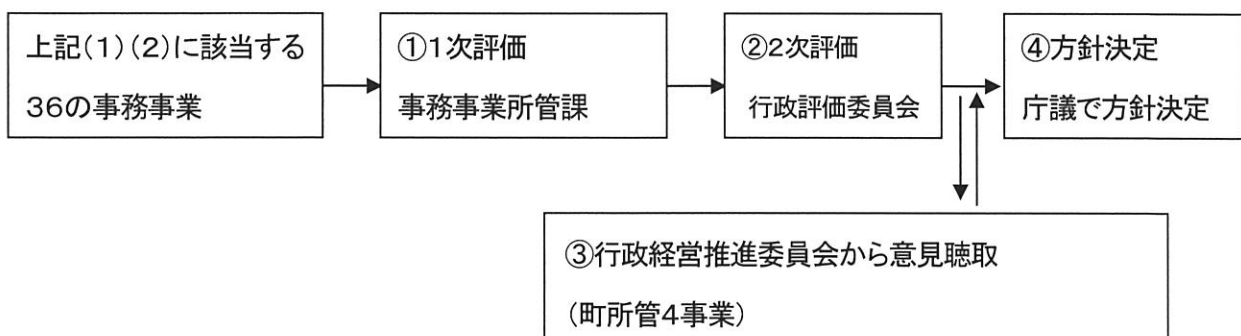 上記(1)(2)に該当する
36の事務事業
①1次評価
事務事業所管課
②2次評価
行政評価委員会
④方針決定
庁議で方針決定
③行政経営推進委員会から意見聴取
(町所管4事業)